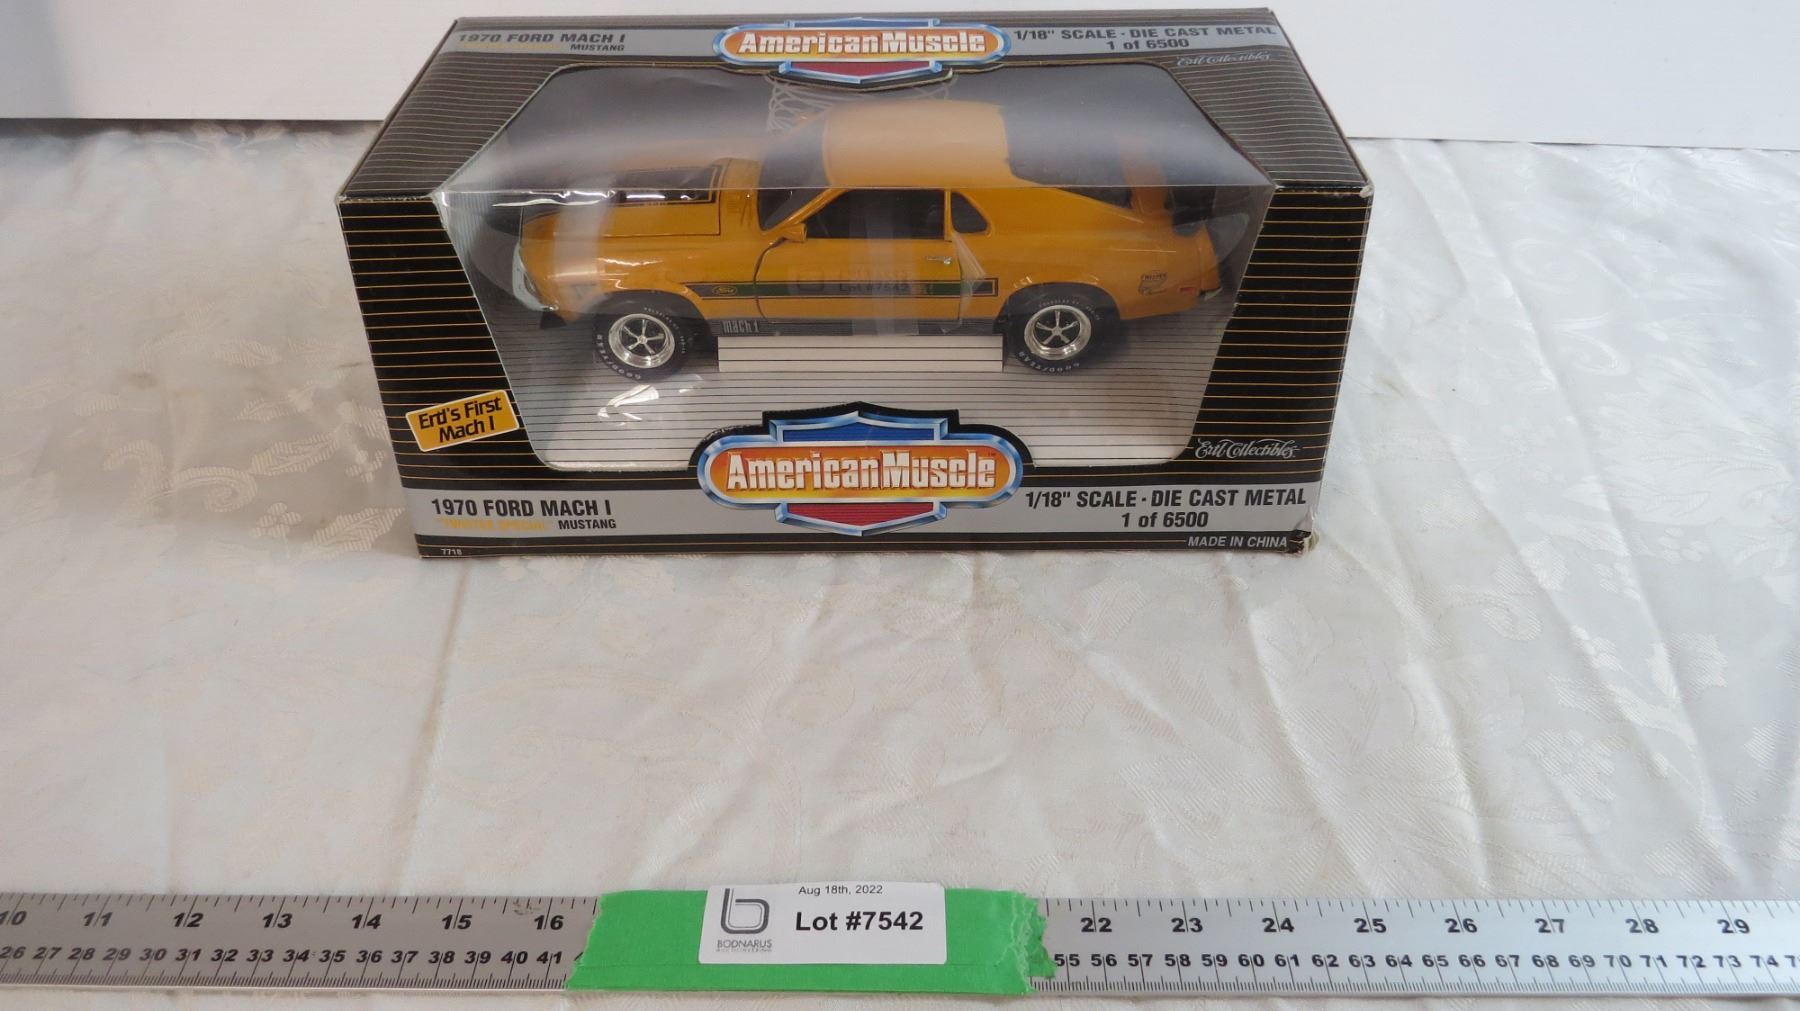 1970 FORD MACH I
MUSTANG
AmericanMuscle
1/18" SCALE · DIE CAST METAL
1 of 6500
Ertl Collectibles
mach 1
GOODYEAR
GOODYEAR
Ertl's First
Mach I
AmericanMuscle
Ertl Collectibles
1970 FORD MACH I
"TWISTER SPECIAL" MUSTANG
1/18" SCALE · DIE CAST METAL
1 of 6500
7718
MADE IN CHINA
Aug 18th, 2022
Lot #7542
BODNARUS
AUCTIONEERING
10 11 12 13 14 15 16 22 23 24 25 26 27 28 29
26 27 28 29 30 31 32 33 34 35 36 37 38 39 40 41 55 56 57 58 59 60 61 62 63 64 65 66 67 68 69 70 71 72 73 74